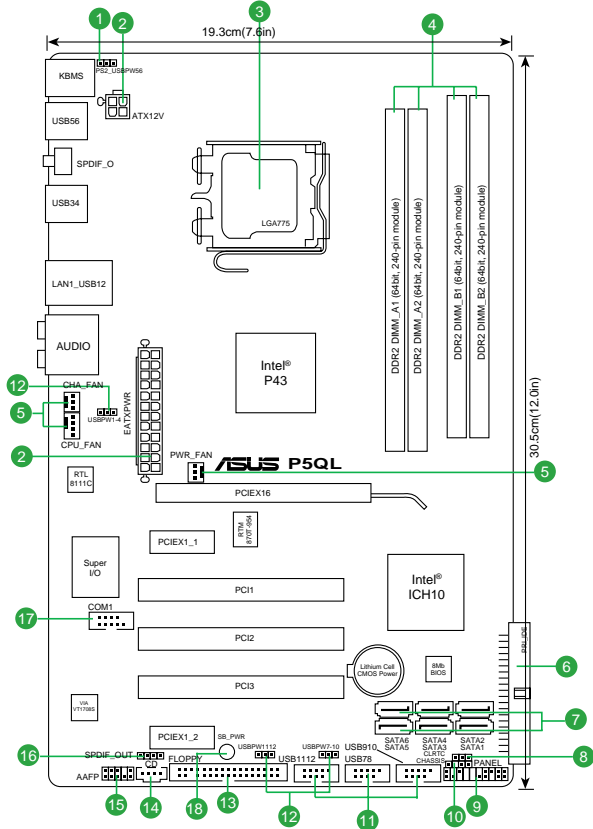 1
2
3
4
19.3cm(7.6in)
PS2_USBPW56
KBMS
ATX12V
USB56
SPDIF_O
USB34
LGA775
DDR2 DIMM_A1 (64bit, 240-pin module)
DDR2 DIMM_A2 (64bit, 240-pin module)
DDR2 DIMM_B1 (64bit, 240-pin module)
DDR2 DIMM_B2 (64bit, 240-pin module)
30.5cm(12.0in)
LAN1_USB12
AUDIO
Intel®
P43
12
CHA_FAN
5
USBPW1-4
CPU_FAN
EATXPWR
2
PWR_FAN
ASUS P5QL
5
RTL
8111C
PCIEX16
RTM
870T-954
PCIEX1_1
Super
I/O
PCI1
Intel®
ICH10
17
COM1
PCI2
Lithium Cell
CMOS Power
8Mb
BIOS
PRI_IDE
6
PCI3
VIA
VT1708S
7
PCIEX1_2
SB_PWR
SATA6
SATA5
SATA4
SATA3
SATA2
SATA1
16
SPDIF_OUT
USBPW1112
USBPW7-10
USB910
CLRTC
CHASSIS
8
CD
FLOPPY
USB1112
USB78
PANEL
AAFP
15
14
18
13
12
11
10
9